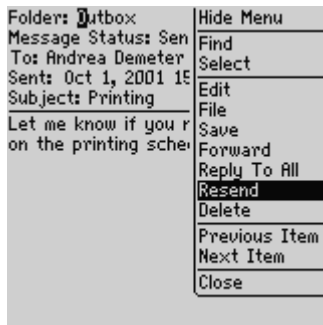 Folder: Outbox
Message Status: Sen
To: Andrea Demeter
Sent: Oct 1, 2001 15
Subject: Printing
Let me know if you r
on the printing sche
Hide Menu
Find
Select
Edit
File
Save
Forward
Reply To All
Resend
Delete
Previous Item
Next Item
Close